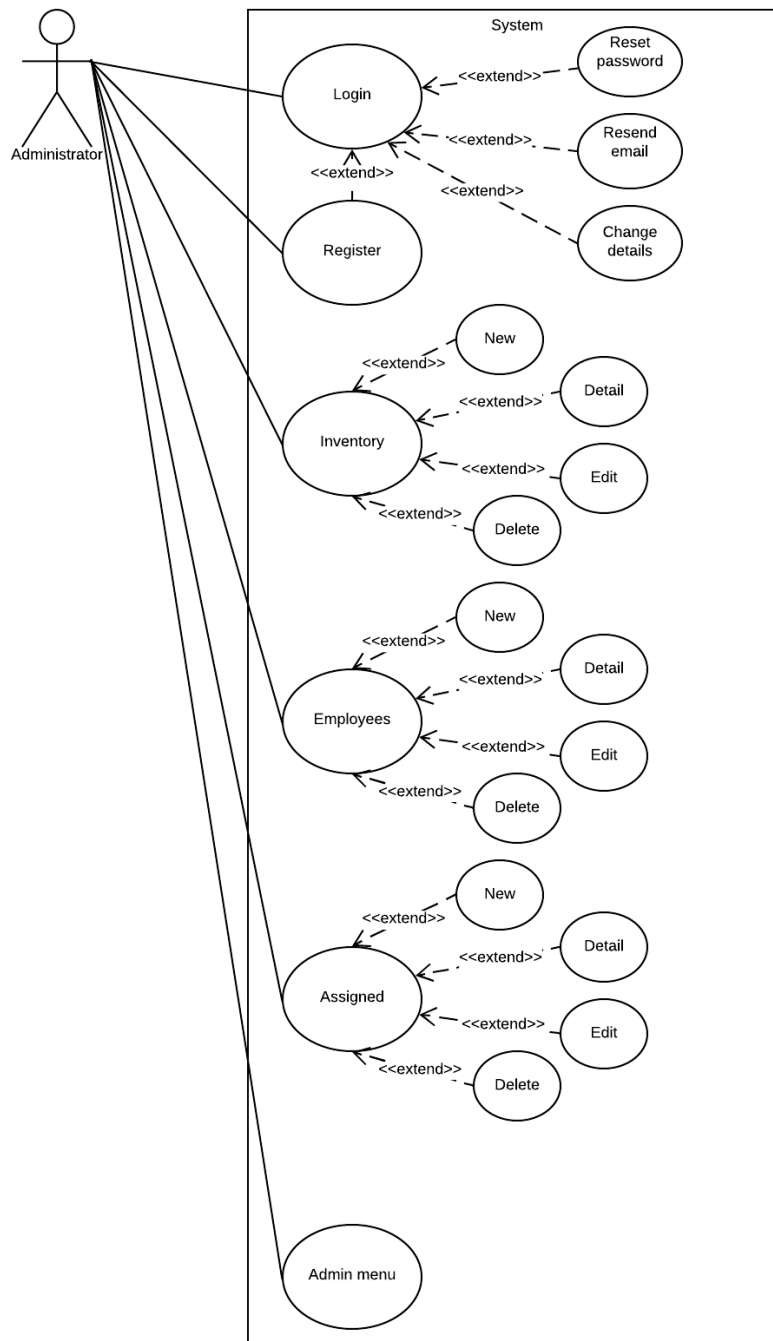 System
Reset
password
<<extend>>
Login
Resend
email
<<extend>>
Administrator
<<extend>>
<<extend>>
Change
details
Register
New
<<extend>>
Detail
<<extend>>
Inventory
<<extend>>
Edit
<<extend>>
Delete
New
<<extend>>
Detail
<<extend>>
Employees
<<extend>>
Edit
<<extend>>
Delete
New
<<extend>>
Detail
<<extend>>
Assigned
<<extend>>
Edit
<<extend>>
Delete
Admin menu